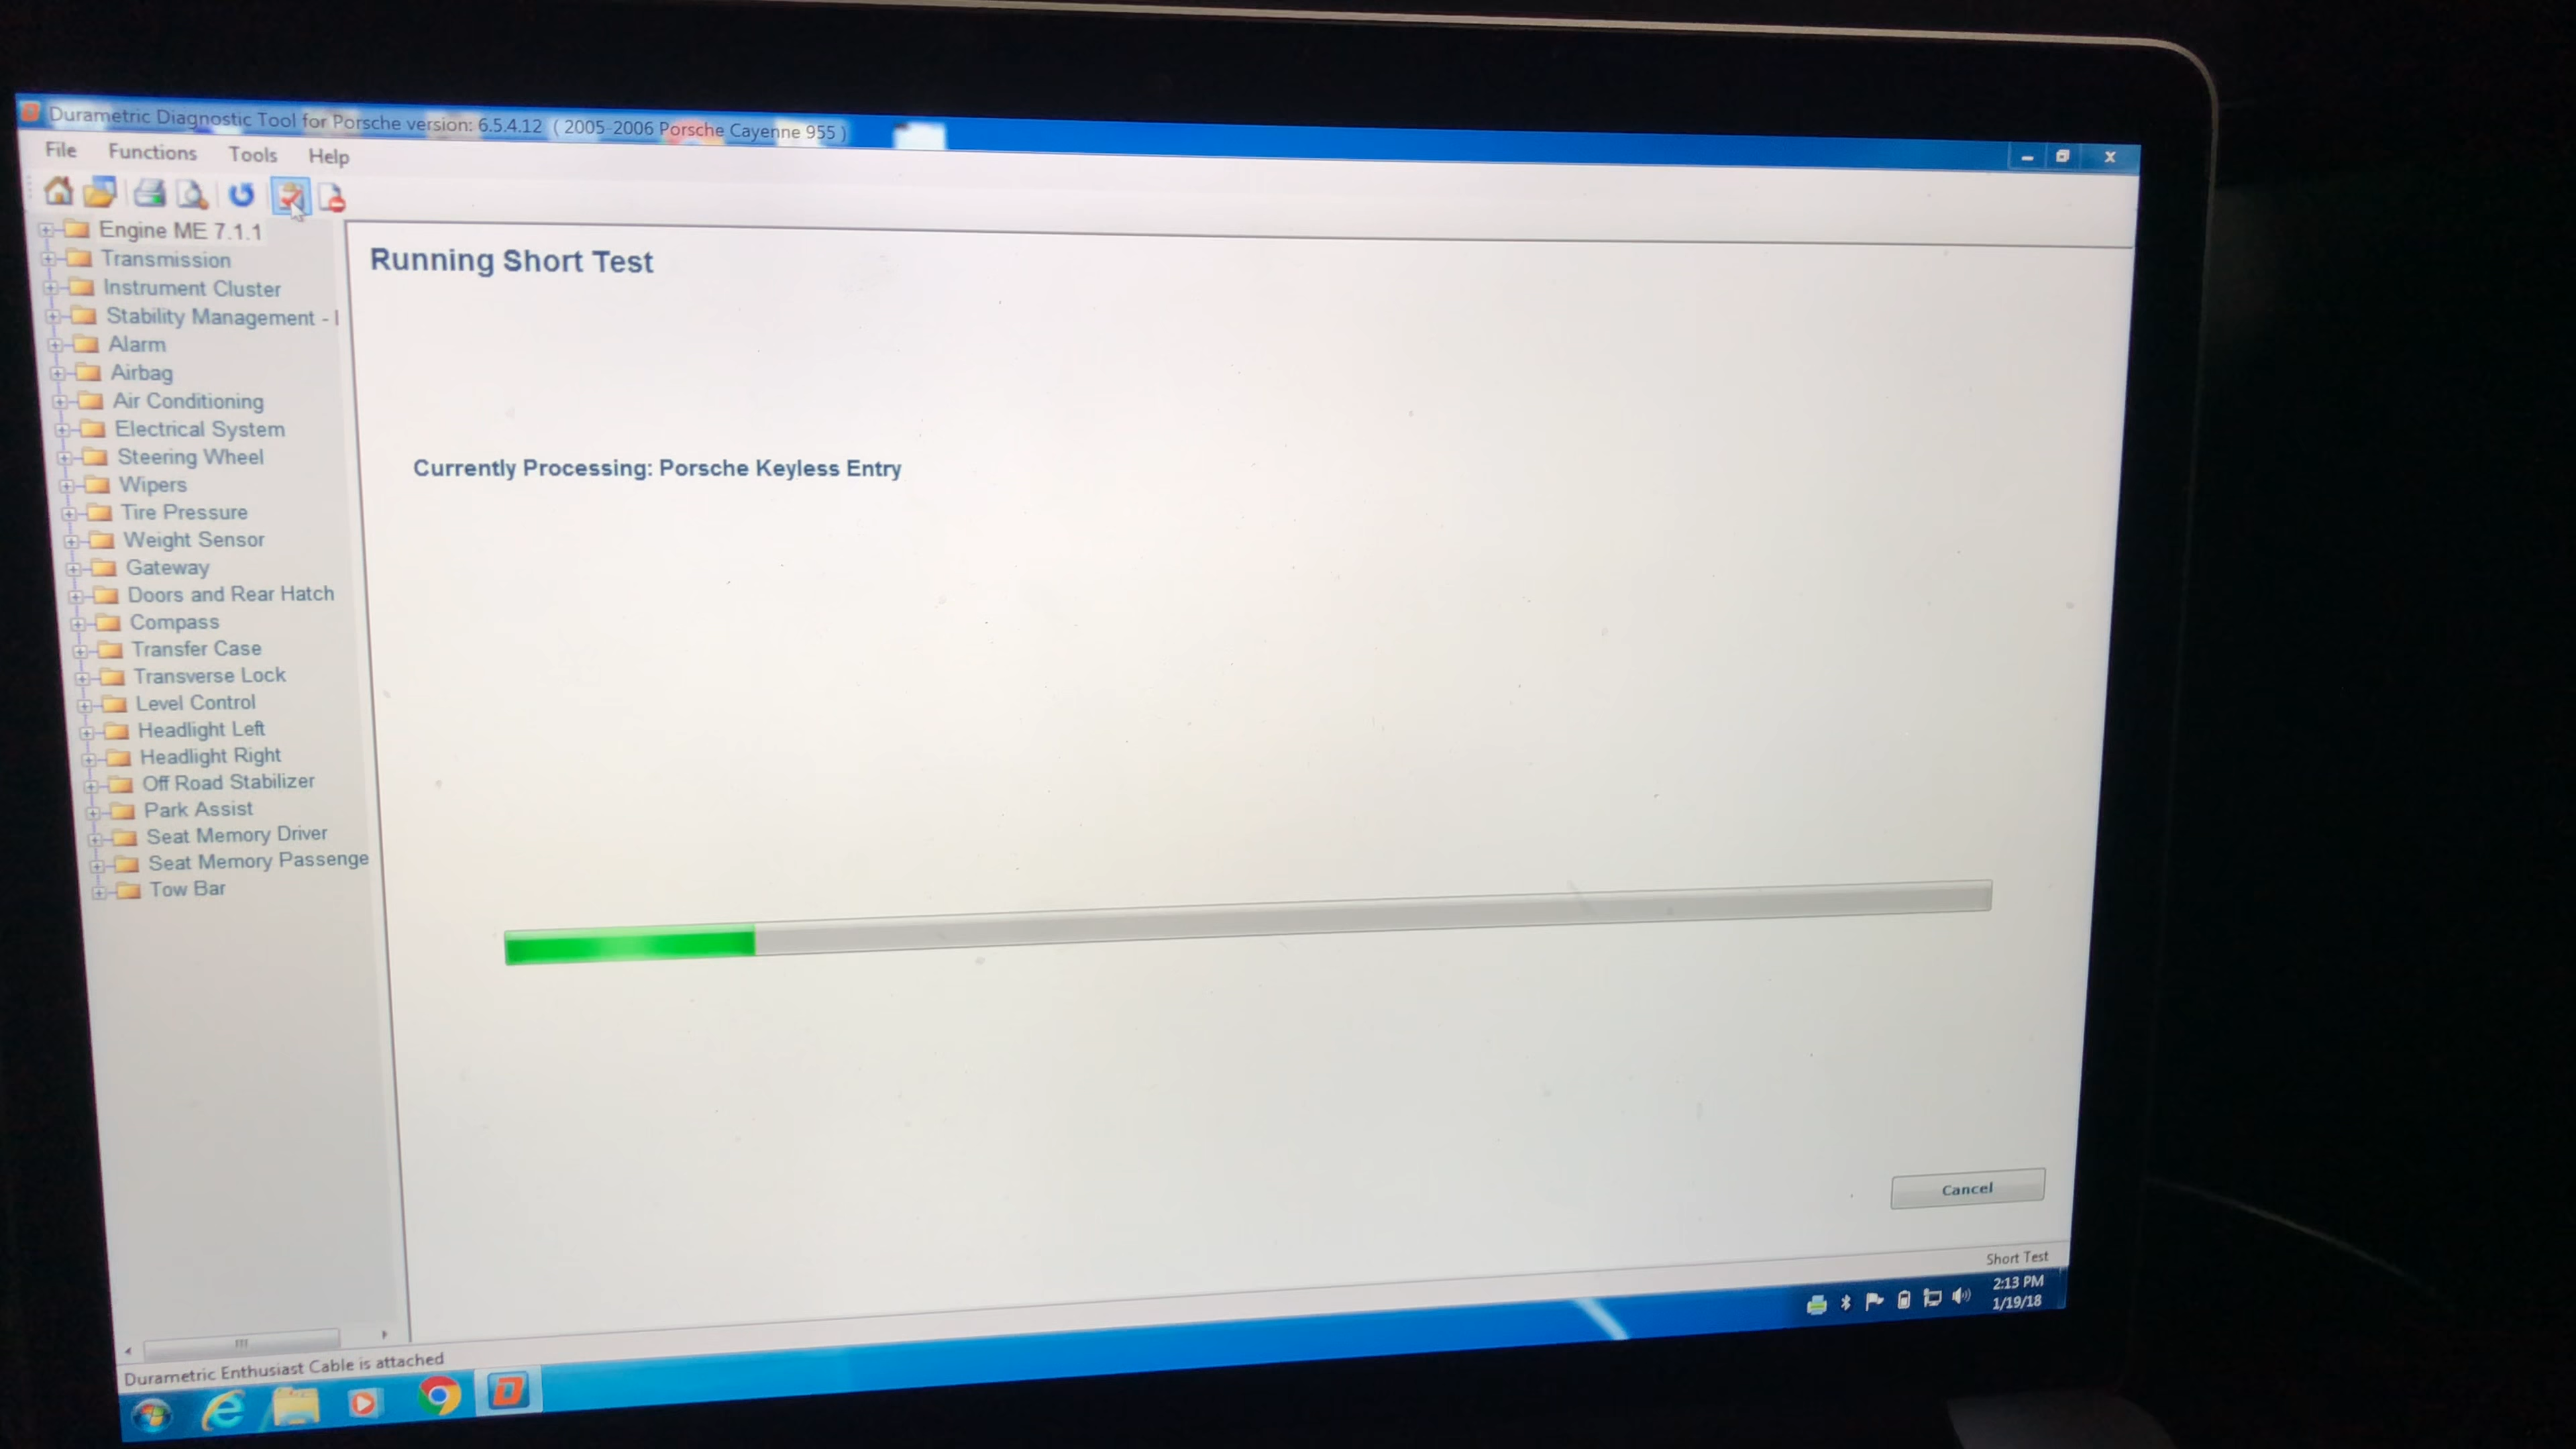 Durametric Diagnostic Tool for Porsche version: 6.5.4.12 ( 2005-2006 Porsche Cayenne 955 )
File Functions Tools Help
Engine ME 7.1.1
Transmission
Instrument Cluster
Stability Management - I
Alarm
Airbag
Air Conditioning
Electrical System
Steering Wheel
Wipers
Tire Pressure
Weight Sensor
Gateway
Doors and Rear Hatch
Compass
Transfer Case
Transverse Lock
Level Control
Headlight Left
Headlight Right
Off Road Stabilizer
Park Assist
Seat Memory Driver
Seat Memory Passenge
Tow Bar
Running Short Test
Currently Processing: Porsche Keyless Entry
Cancel
Short Test
Durametric Enthusiast Cable is attached
2:13 PM
1/19/18